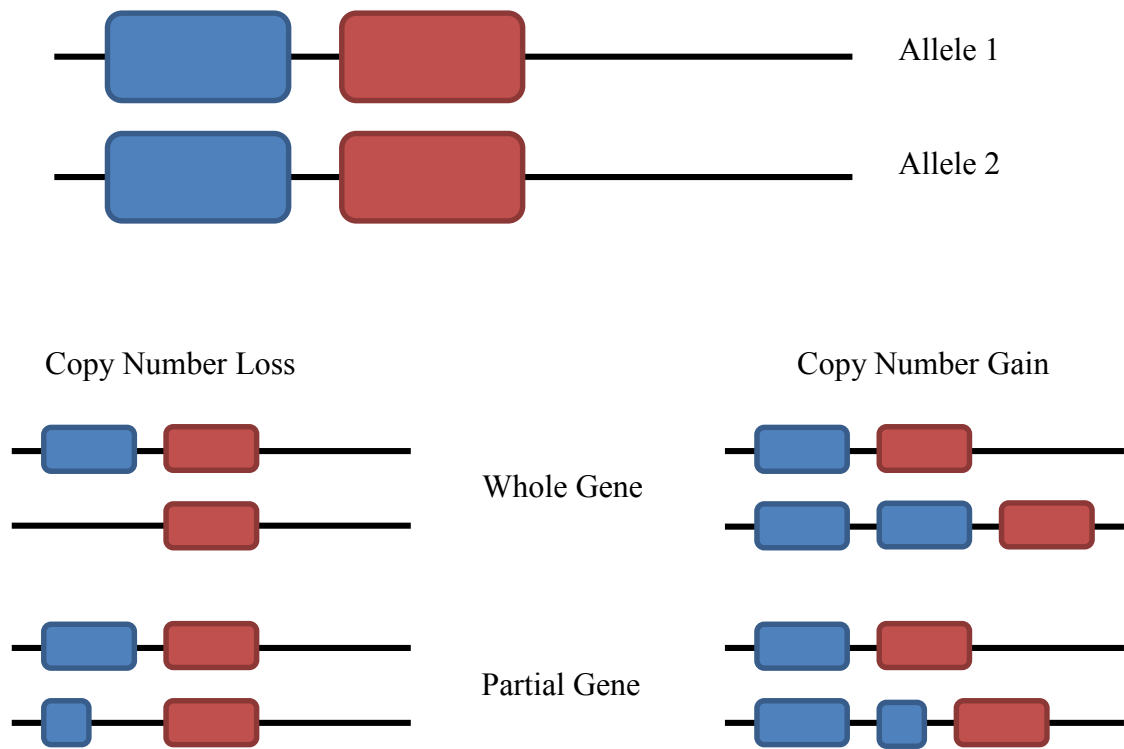 Allele 1
Allele 2
Copy Number Loss
Copy Number Gain
Whole Gene
Partial Gene